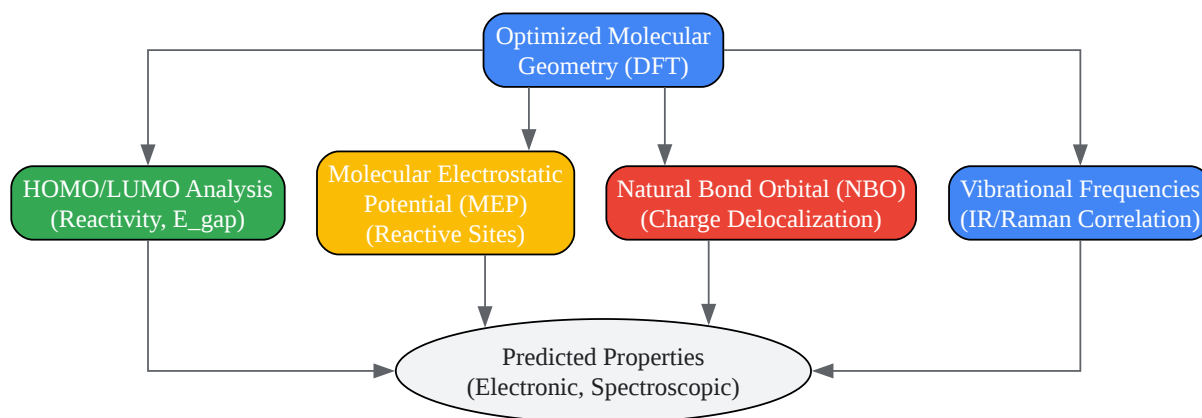 Optimized Molecular
Geometry (DFT)
HOMO/LUMO Analysis
(Reactivity, E_gap)
Molecular Electrostatic
Potential (MEP)
(Reactive Sites)
Natural Bond Orbital (NBO)
(Charge Delocalization)
Vibrational Frequencies
(IR/Raman Correlation)
Predicted Properties
(Electronic, Spectroscopic)